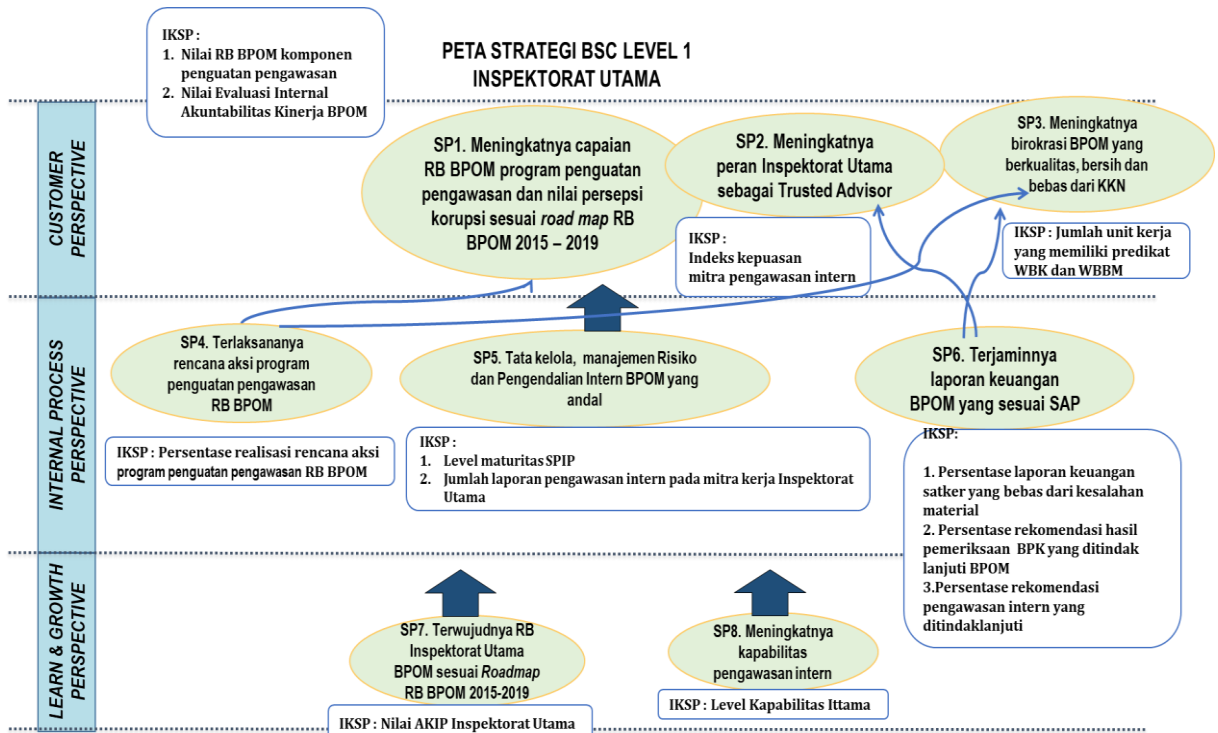 IKSP :
1. Nilai RB BPOM komponen
penguatan pengawasan
2. Nilai Evaluasi Internal
Akuntabilitas Kinerja BPOM
PETA STRATEGI BSC LEVEL 1
INSPEKTORAT UTAMA
CUSTOMER
PERSPECTIVE
SP1. Meningkatnya capaian
RB BPOM program penguatan
pengawasan dan nilai persepsi
korupsi sesuai road map RB
BPOM 2015 – 2019
SP2. Meningkatnya
peran Inspektorat Utama
sebagai Trusted Advisor
SP3. Meningkatnya
birokrasi BPOM yang
berkualitas, bersih dan
bebas dari KKN
IKSP :
Indeks kepuasan
mitra pengawasan intern
IKSP : Jumlah unit kerja
yang memiliki predikat
WBK dan WBBM
INTERNAL PROCESS
PERSPECTIVE
SP4. Terlaksananya
rencana aksi program
penguatan pengawasan
RB BPOM
SP5. Tata kelola, manajemen Risiko
dan Pengendalian Intern BPOM yang
andal
SP6. Terjaminnya
laporan keuangan
BPOM yang sesuai SAP
IKSP : Persentase realisasi rencana aksi
program penguatan pengawasan RB BPOM
IKSP :
1. Level maturitas SPIP
2. Jumlah laporan pengawasan intern pada mitra kerja Inspektorat
Utama
IKSP:
1. Persentase laporan keuangan
satker yang bebas dari kesalahan
material
2. Persentase rekomendasi hasil
pemeriksaan BPK yang ditindak
lanjuti BPOM
3.Persentase rekomendasi
pengawasan intern yang
ditindaklanjuti
LEARN & GROWTH
PERSPECTIVE
SP7. Terwujudnya RB
Inspektorat Utama
BPOM sesuai Roadmap
RB BPOM 2015-2019
SP8. Meningkatnya
kapabilitas
pengawasan intern
IKSP : Nilai AKIP Inspektorat Utama
IKSP : Level Kapabilitas Ittama